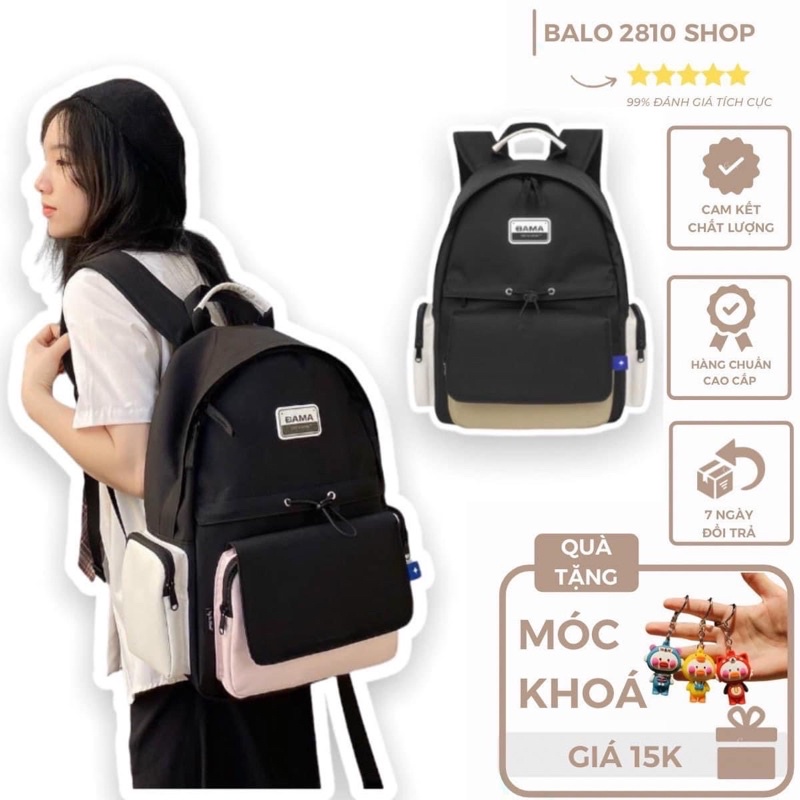 BALO 2810 SHOP
99% ĐÁNH GIÁ TÍCH CỰC
BAMA
BAMA
CAM KẾT
CHẤT LƯỢNG
HÀNG CHUẨN
CAO CẤP
7 NGÀY
ĐỔI TRẢ
QUÀ
TẶNG
MÓC
KHOÁ
GIÁ 15K